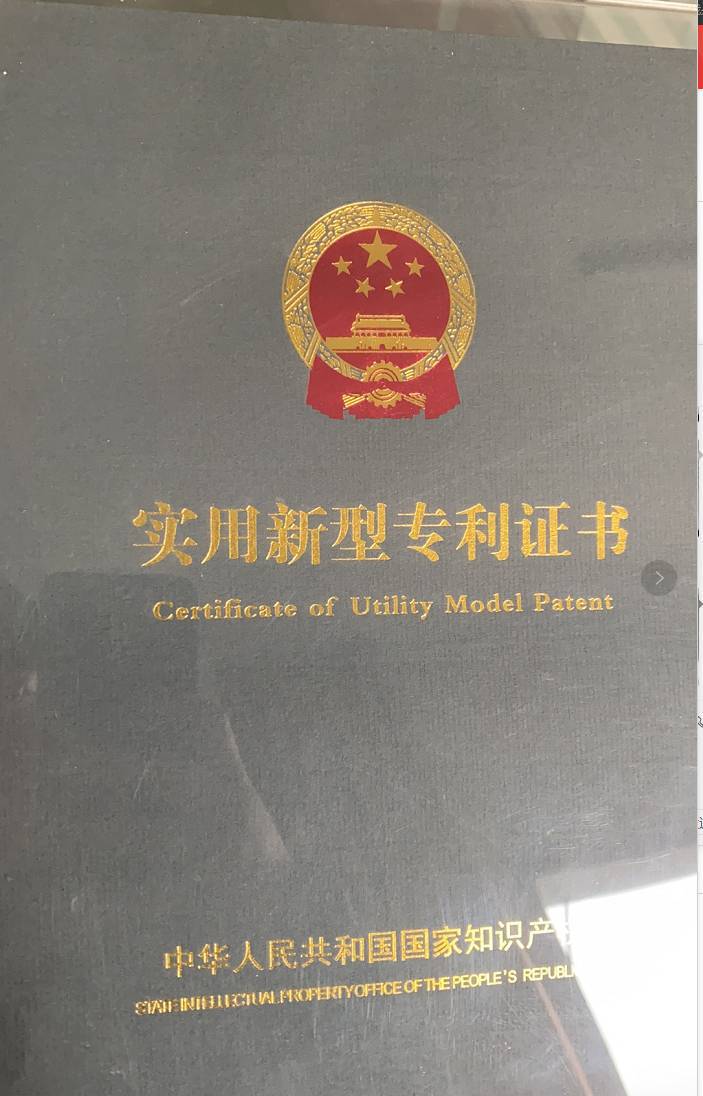 实用新型专利证书
Certificate of Utility Model Patent
中华人民共和国国家知识产
STATE INTELLECTUAL PROPERTY OFFICE OF THE PEOPLE'S